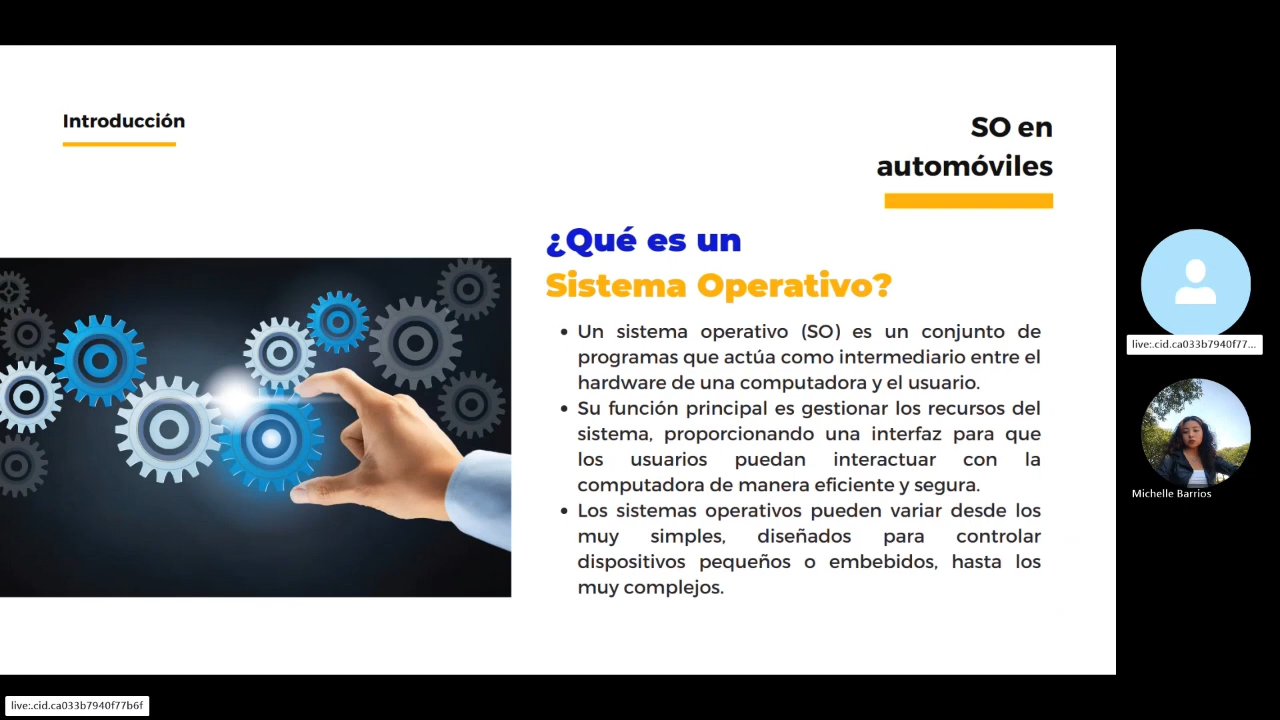 Introducción
SO en
automóviles
¿Qué es un
Sistema Operativo?
• Un sistema operativo (SO) es un conjunto de
programas que actúa como intermediario entre el
hardware de una computadora y el usuario.
• Su función principal es gestionar los recursos del
sistema, proporcionando una interfaz para que
los usuarios puedan interactuar con la
computadora de manera eficiente y segura.
• Los sistemas operativos pueden variar desde los
muy simples, diseñados para controlar
dispositivos pequeños o embebidos, hasta los
muy complejos.
live:.cid.ca033b7940f77...
Michelle Barrios
live:.cid.ca033b7940f77b6f